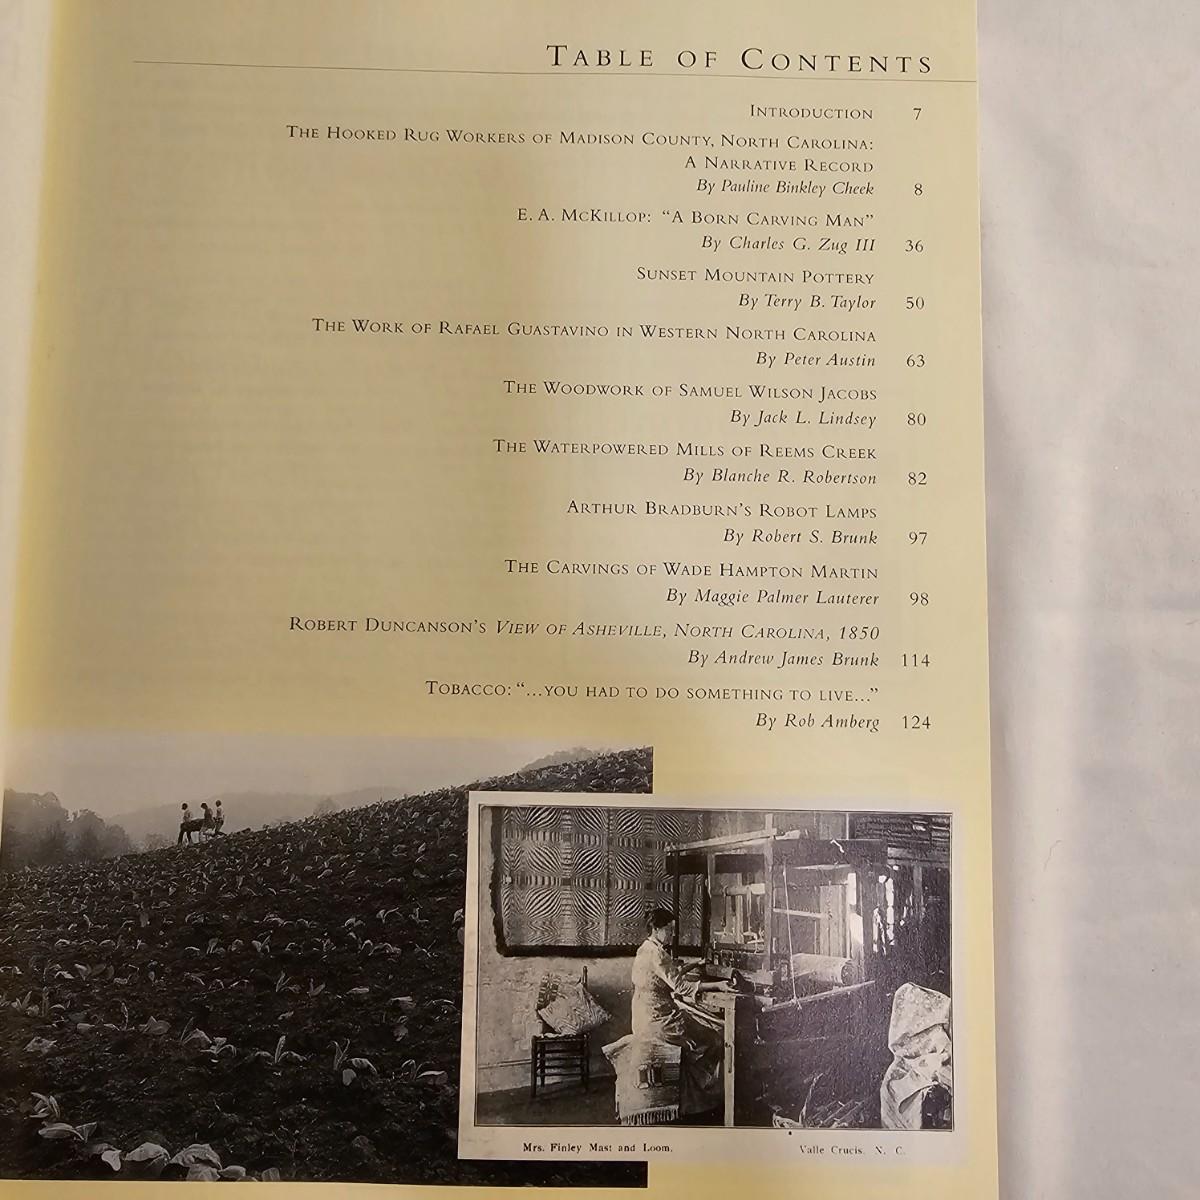 TABLE OF CONTENTS
INTRODUCTION 7
THE HOOKED RUG WORKERS OF MADISON COUNTY, NORTH CAROLINA:
A NARRATIVE RECORD
By Pauline Binkley Cheek 8
E. A. MCKILLOP: “A BORN CARVING MAN”
By Charles G. Zug III 36
SUNSET MOUNTAIN POTTERY
By Terry B. Taylor 50
THE WORK OF RAFAEL GUASTAVINO IN WESTERN NORTH CAROLINA
By Peter Austin 63
THE WOODWORK OF SAMUEL WILSON JACOBS
By Jack L. Lindsey 80
THE WATERPOWERED MILLS OF REEMS CREEK
By Blanche R. Robertson 82
ARTHUR BRADBURN’S ROBOT LAMPS
By Robert S. Brunk 97
THE CARVINGS OF WADE HAMPTON MARTIN
By Maggie Palmer Lauterer 98
ROBERT DUNCANSON’S VIEW OF ASHEVILLE, NORTH CAROLINA, 1850
By Andrew James Brunk 114
TOBACCO: “...YOU HAD TO DO SOMETHING TO LIVE...”
By Rob Amberg 124
Mrs. Finley Mast and Loom, Valle Crucis, N. C.